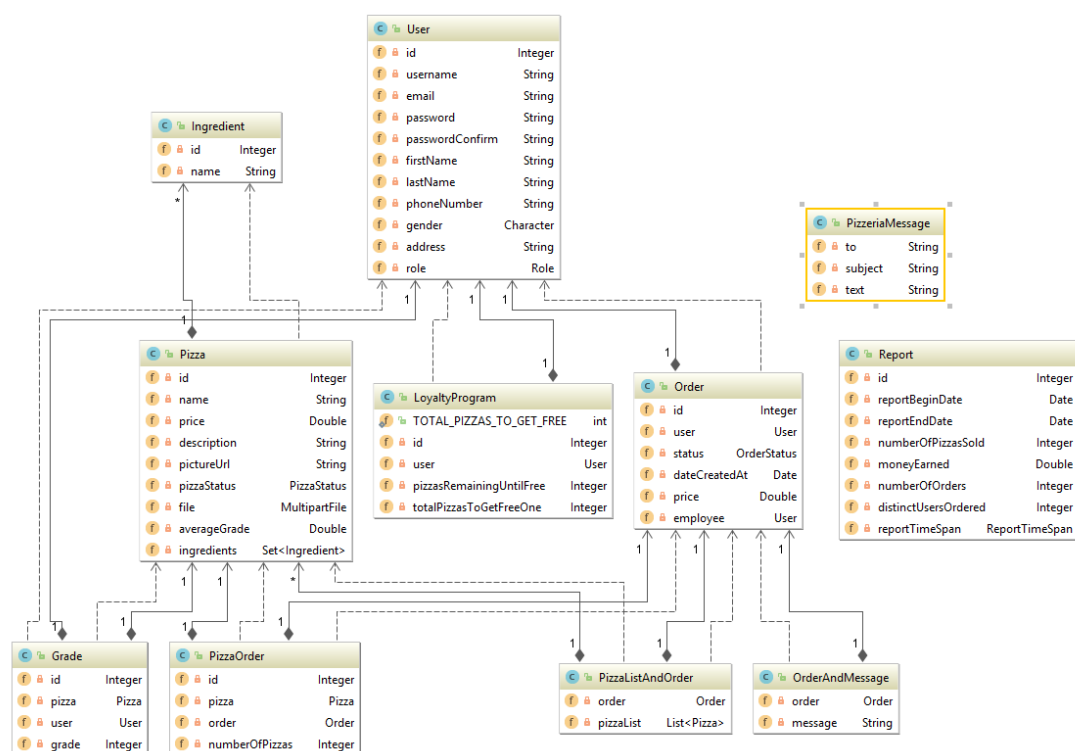 User
id Integer
username String
email String
password String
passwordConfirm String
firstName String
lastName String
phoneNumber String
gender Character
address String
role Role
Ingredient
id Integer
name String
PizzeriaMessage
to String
subject String
text String
Pizza
id Integer
name String
price Double
description String
pictureUrl String
pizzaStatus PizzaStatus
file MultipartFile
averageGrade Double
ingredients Set<Ingredient>
LoyaltyProgram
TOTAL_PIZZAS_TO_GET_FREE int
id Integer
user User
pizzasRemainingUntilFree Integer
totalPizzasToGetFreeOne Integer
Order
id Integer
user User
status OrderStatus
dateCreatedAt Date
price Double
employee User
Report
id Integer
reportBeginDate Date
reportEndDate Date
numberOfPizzasSold Integer
moneyEarned Double
numberOfOrders Integer
distinctUsersOrdered Integer
reportTimeSpan ReportTimeSpan
Grade
id Integer
pizza Pizza
user User
grade Integer
PizzaOrder
id Integer
pizza Pizza
order Order
numberOfPizzas Integer
PizzaListAndOrder
order Order
pizzaList List<Pizza>
OrderAndMessage
order Order
message String